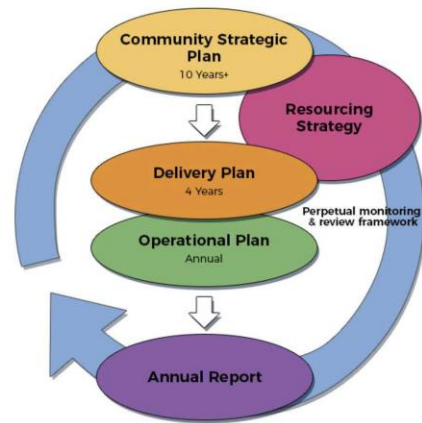 Community Strategic
Plan
10 Years+
Resourcing
Strategy
Delivery Plan
4 Years
Perpetual monitoring
& review framework
Operational Plan
Annual
Annual Report